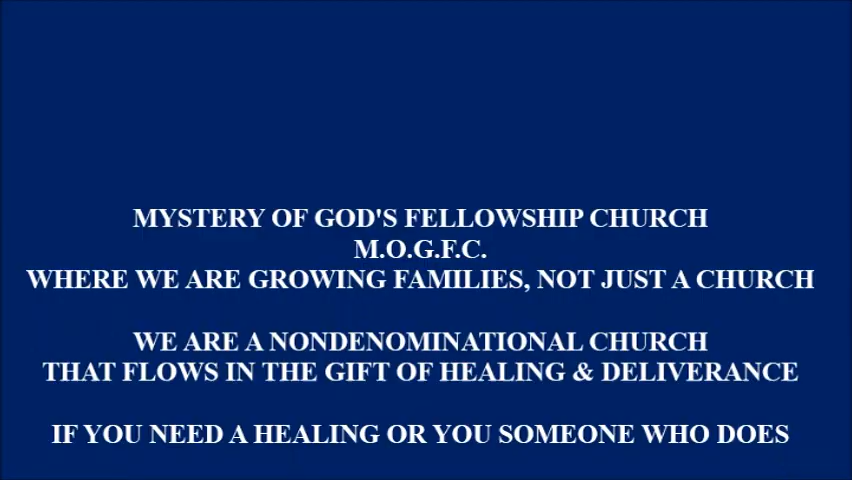 MYSTERY OF GOD'S FELLOWSHIP CHURCH
M.O.G.F.C.
WHERE WE ARE GROWING FAMILIES, NOT JUST A CHURCH
WE ARE A NONDENOMINATIONAL CHURCH
THAT FLOWS IN THE GIFT OF HEALING & DELIVERANCE
IF YOU NEED A HEALING OR YOU SOMEONE WHO DOES